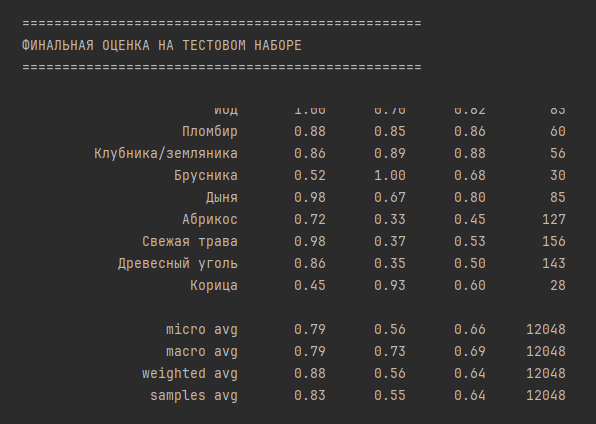 ==================================================
ФИНАЛЬНАЯ ОЦЕНКА НА ТЕСТОВОМ НАБОРЕ
==================================================
Йод 1.00 0.70 0.82 83
Пломбир 0.88 0.85 0.86 60
Клубника/земляника 0.86 0.89 0.88 56
Брусника 0.52 1.00 0.68 30
Дыня 0.98 0.67 0.80 85
Абрикос 0.72 0.33 0.45 127
Свежая трава 0.98 0.37 0.53 156
Древесный уголь 0.86 0.35 0.50 143
Корица 0.45 0.93 0.60 28
micro avg 0.79 0.56 0.66 12048
macro avg 0.79 0.73 0.69 12048
weighted avg 0.88 0.56 0.64 12048
samples avg 0.83 0.55 0.64 12048